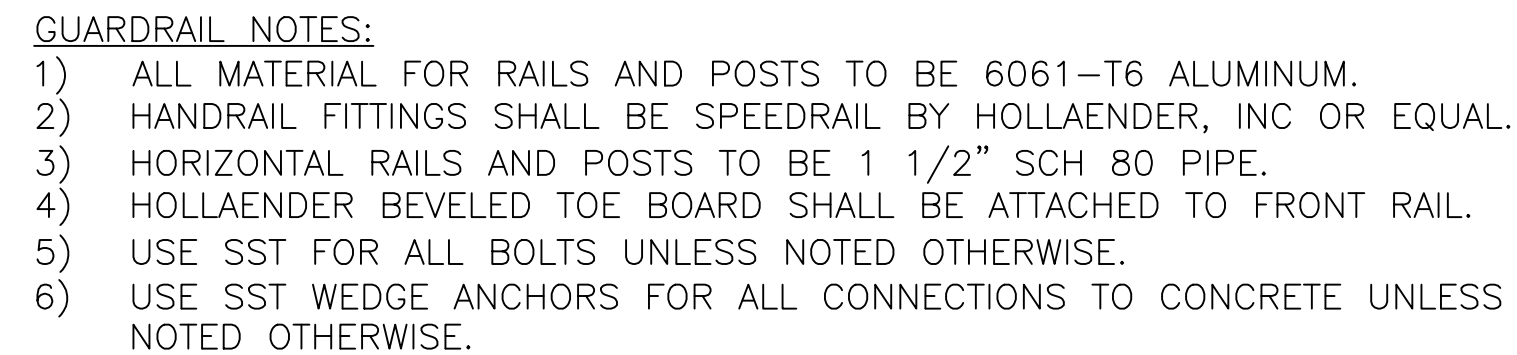 GUARDRAIL NOTES:
1) ALL MATERIAL FOR RAILS AND POSTS TO BE 6061-T6 ALUMINUM.
2) HANDRAIL FITTINGS SHALL BE SPEEDRAIL BY HOLLAENDER, INC OR EQUAL.
3) HORIZONTAL RAILS AND POSTS TO BE 1 1/2” SCH 80 PIPE.
4) HOLLAENDER BEVELED TOE BOARD SHALL BE ATTACHED TO FRONT RAIL.
5) USE SST FOR ALL BOLTS UNLESS NOTED OTHERWISE.
6) USE SST WEDGE ANCHORS FOR ALL CONNECTIONS TO CONCRETE UNLESS
NOTED OTHERWISE.